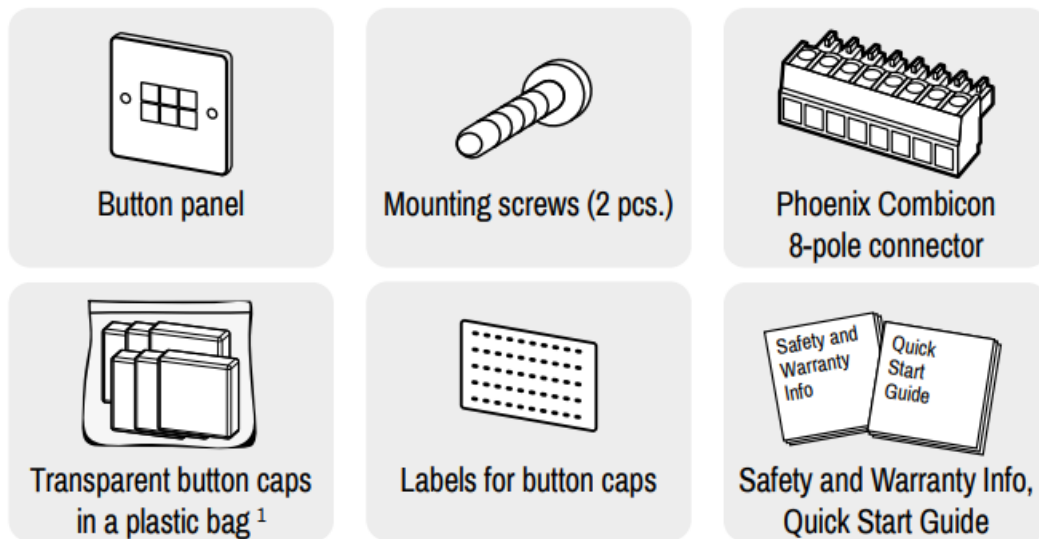 Button panel
Mounting screws (2 pcs.)
Phoenix Combicon
8-pole connector
Transparent button caps
in a plastic bag ¹
Labels for button caps
Safety and
Warranty
Info
Quick
Start
Guide
Safety and Warranty Info,
Quick Start Guide